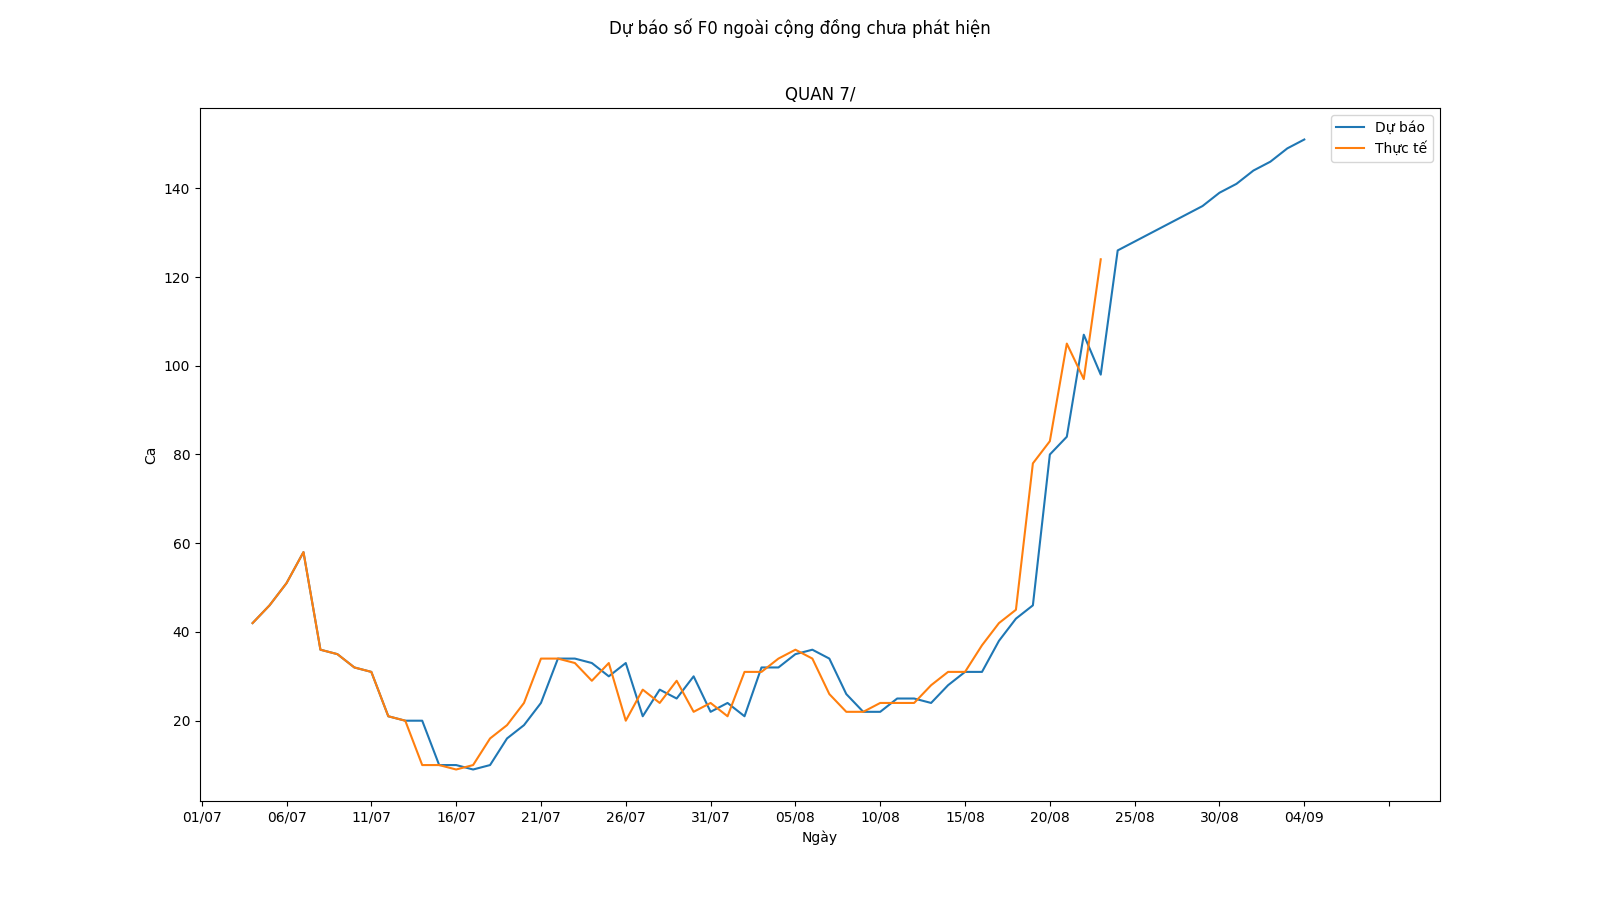 Dự báo số F0 ngoài cộng đồng chưa phát hiện
QUAN 7/
Dự báo
Thực tế
140
120
100
80
60
40
20
Ca
01/07 06/07 11/07 16/07 21/07 26/07 31/07 05/08 10/08 15/08 20/08 25/08 30/08 04/09
Ngày